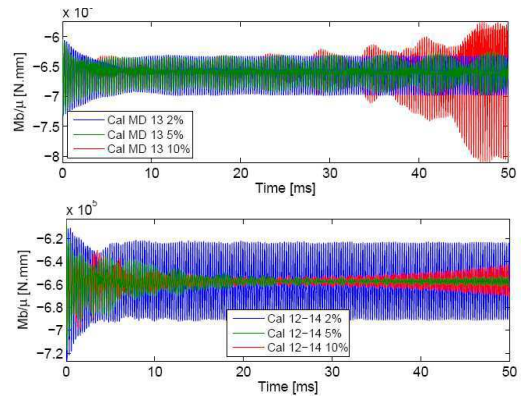 x 10⁵
Mb/μ [N.mm]
−6
−6.5
−7
−7.5
−8
Cal MD 13 2%
Cal MD 13 5%
Cal MD 13 10%
0 10 20 30 40 50
Time [ms]
x 10⁵
Mb/μ [N.mm]
−6.2
−6.4
−6.6
−6.8
−7
−7.2
Cal 12−14 2%
Cal 12−14 5%
Cal 12−14 10%
0 10 20 30 40 50
Time [ms]